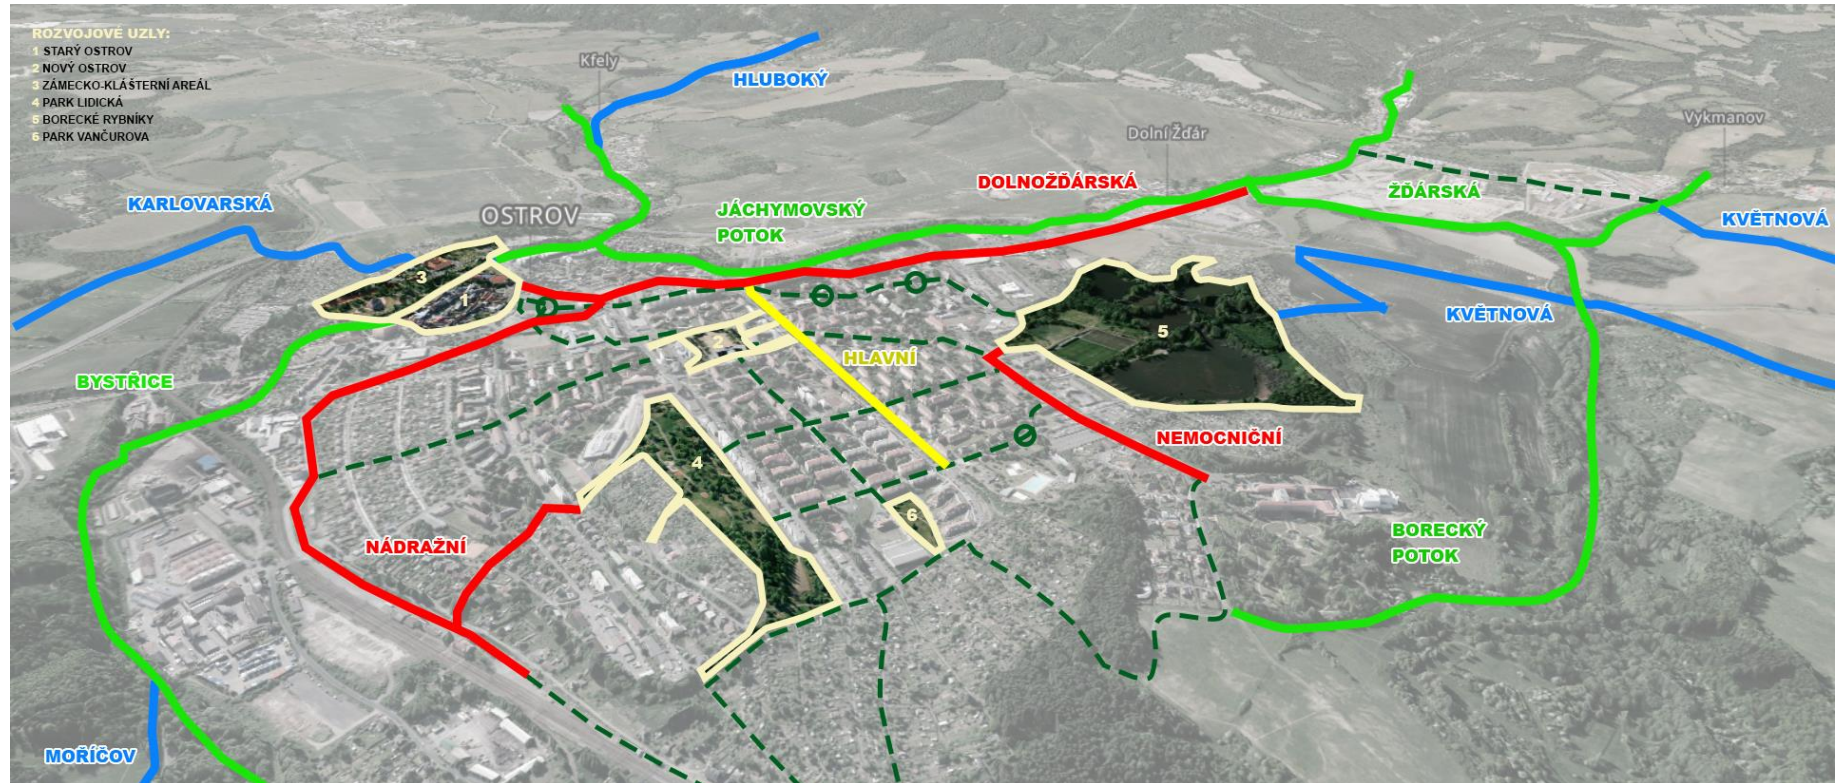 ROZVOJOVÉ UZLY:
1 STARÝ OSTROV
2 NOVÝ OSTROV
3 ZÁMECKO-KLÁŠTERNÍ AREÁL
4 PARK LIDICKÁ
5 BORECKÉ RYBNÍKY
6 PARK VANČUROVA
Kfely
HLUBOKÝ
Dolní Žďár
Vykmanov
KARLOVARSKÁ
OSTROV
JÁCHYMOVSKÝ
POTOK
DOLNOŽĎÁRSKÁ
ŽĎÁRSKÁ
KVĚTNOVÁ
3
1
2
5
KVĚTNOVÁ
HLAVNÍ
BYSTŘICE
4
NEMOCNIČNÍ
6
NÁDRAŽNÍ
BORECKÝ
POTOK
MOŘÍČOV